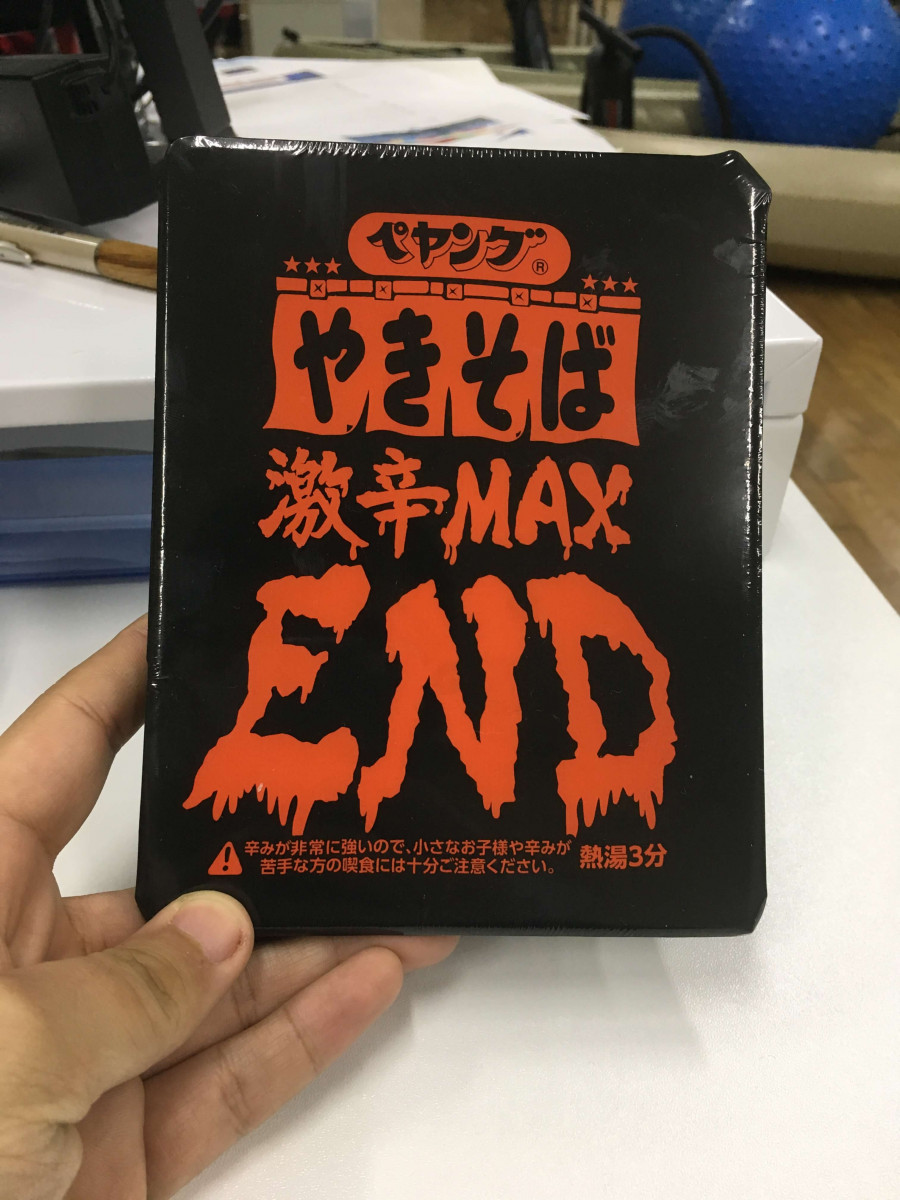 ペヤング®
やきそば
激辛MAX
END
辛みが非常に強いので、小さなお子様や辛みが
苦手な方の喫食には十分ご注意ください。
熱湯3分